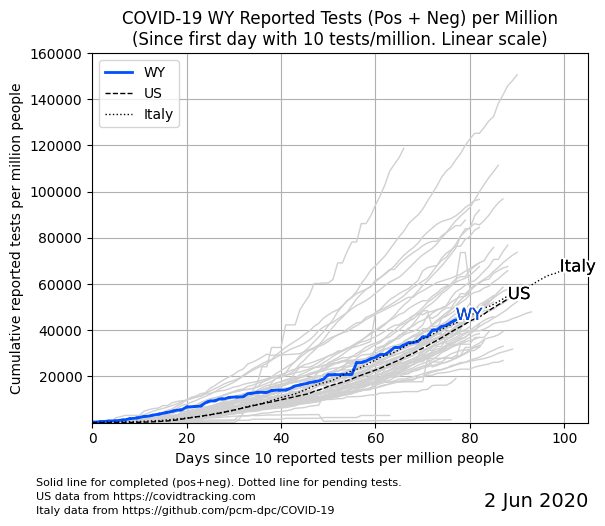 COVID-19 WY Reported Tests (Pos + Neg) per Million
(Since first day with 10 tests/million. Linear scale)
Cumulative reported tests per million people
160000
140000
120000
100000
80000
60000
40000
20000
WY
US
Italy
Italy
US
WY
0
20
40
60
80
100
Days since 10 reported tests per million people
Solid line for completed (pos+neg). Dotted line for pending tests.
US data from https://covidtracking.com
Italy data from https://github.com/pcm-dpc/COVID-19
2 Jun 2020